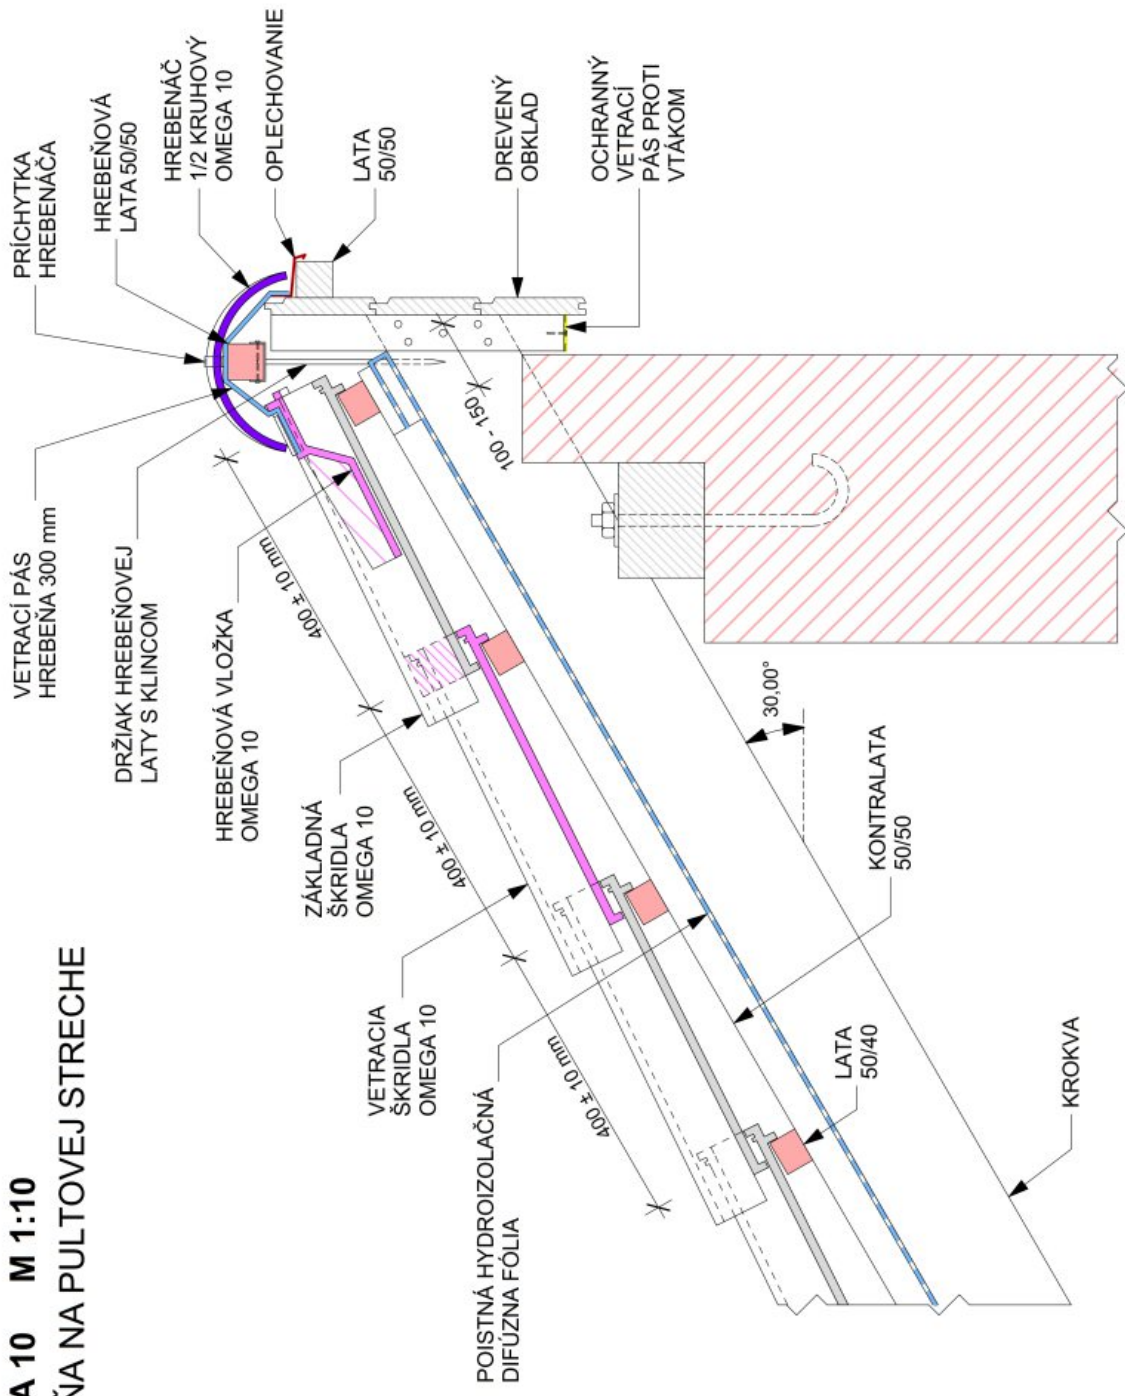 A 10 M 1:10
ŇA NA PULTOVEJ STRECHE
VETRACÍ PÁS
HREBEŇA 300 mm
PRÍCHYTKA
HREBENÁČA
HREBEŇOVÁ
LATA 50/50
HREBENÁČ
1/2 KRUHOVÝ
OMEGA 10
OPLECHOVANIE
LATA
50/50
DREVENÝ
OBKLAD
OCHRANNÝ
VETRACÍ
PÁS PROTI
VTÁKOM
DRŽIAK HREBEŇOVEJ
LATY S KLINCOM
HREBEŇOVÁ VLOŽKA
OMEGA 10
ZÁKLADNÁ
ŠKRIDLA
OMEGA 10
VETRACIA
ŠKRIDLA
OMEGA 10
POISTNÁ HYDROIZOLAČNÁ
DIFÚZNA FÓLIA
400 ± 10 mm
400 ± 10 mm
400 ± 10 mm
100 - 150
30,00°
KONTRALATA
50/50
LATA
50/40
KROKVA